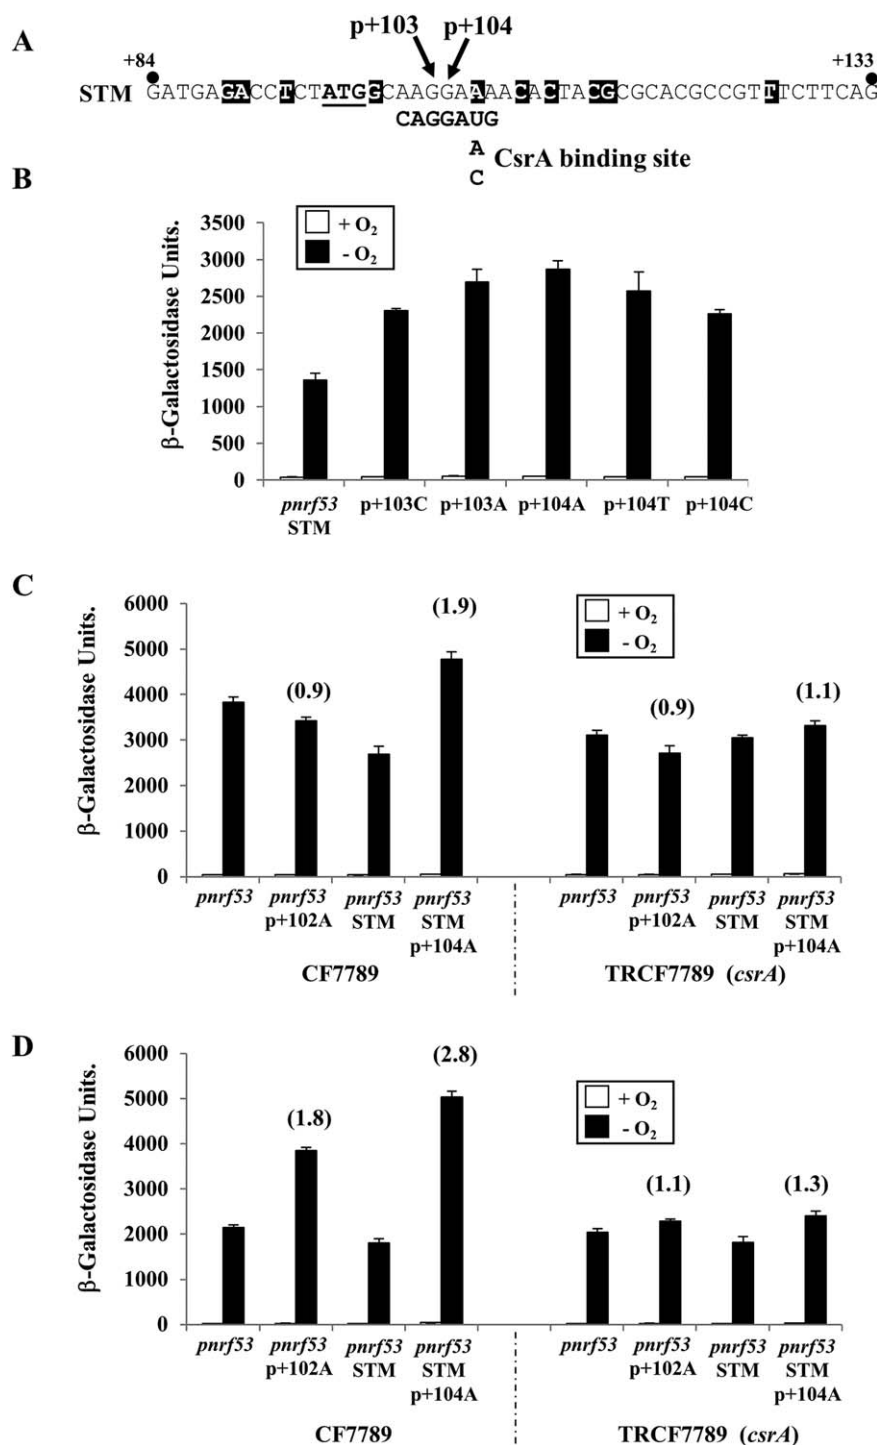 A
p+103
p+104
+84
+133
STM
GATGAGACCTCTATGGCAAGGAAAACACTACGCGCACGCCGTTTCTTCAG
CAGGAUG
A
C
CsrA binding site
B
β-Galactosidase Units.
3500
3000
2500
2000
1500
1000
500
0
+ O₂
- O₂
pnrf53
STM
p+103C
p+103A
p+104A
p+104T
p+104C
C
β-Galactosidase Units.
6000
5000
4000
3000
2000
1000
0
(0.9)
(1.9)
+ O₂
- O₂
(0.9)
(1.1)
pnrf53
pnrf53
p+102A
pnrf53
STM
pnrf53
STM
p+104A
pnrf53
pnrf53
p+102A
pnrf53
STM
pnrf53
STM
p+104A
CF7789
TRCF7789 (csrA)
D
β-Galactosidase Units.
6000
5000
4000
3000
2000
1000
0
(1.8)
(2.8)
+ O₂
- O₂
(1.1)
(1.3)
pnrf53
pnrf53
p+102A
pnrf53
STM
pnrf53
STM
p+104A
pnrf53
pnrf53
p+102A
pnrf53
STM
pnrf53
STM
p+104A
CF7789
TRCF7789 (csrA)